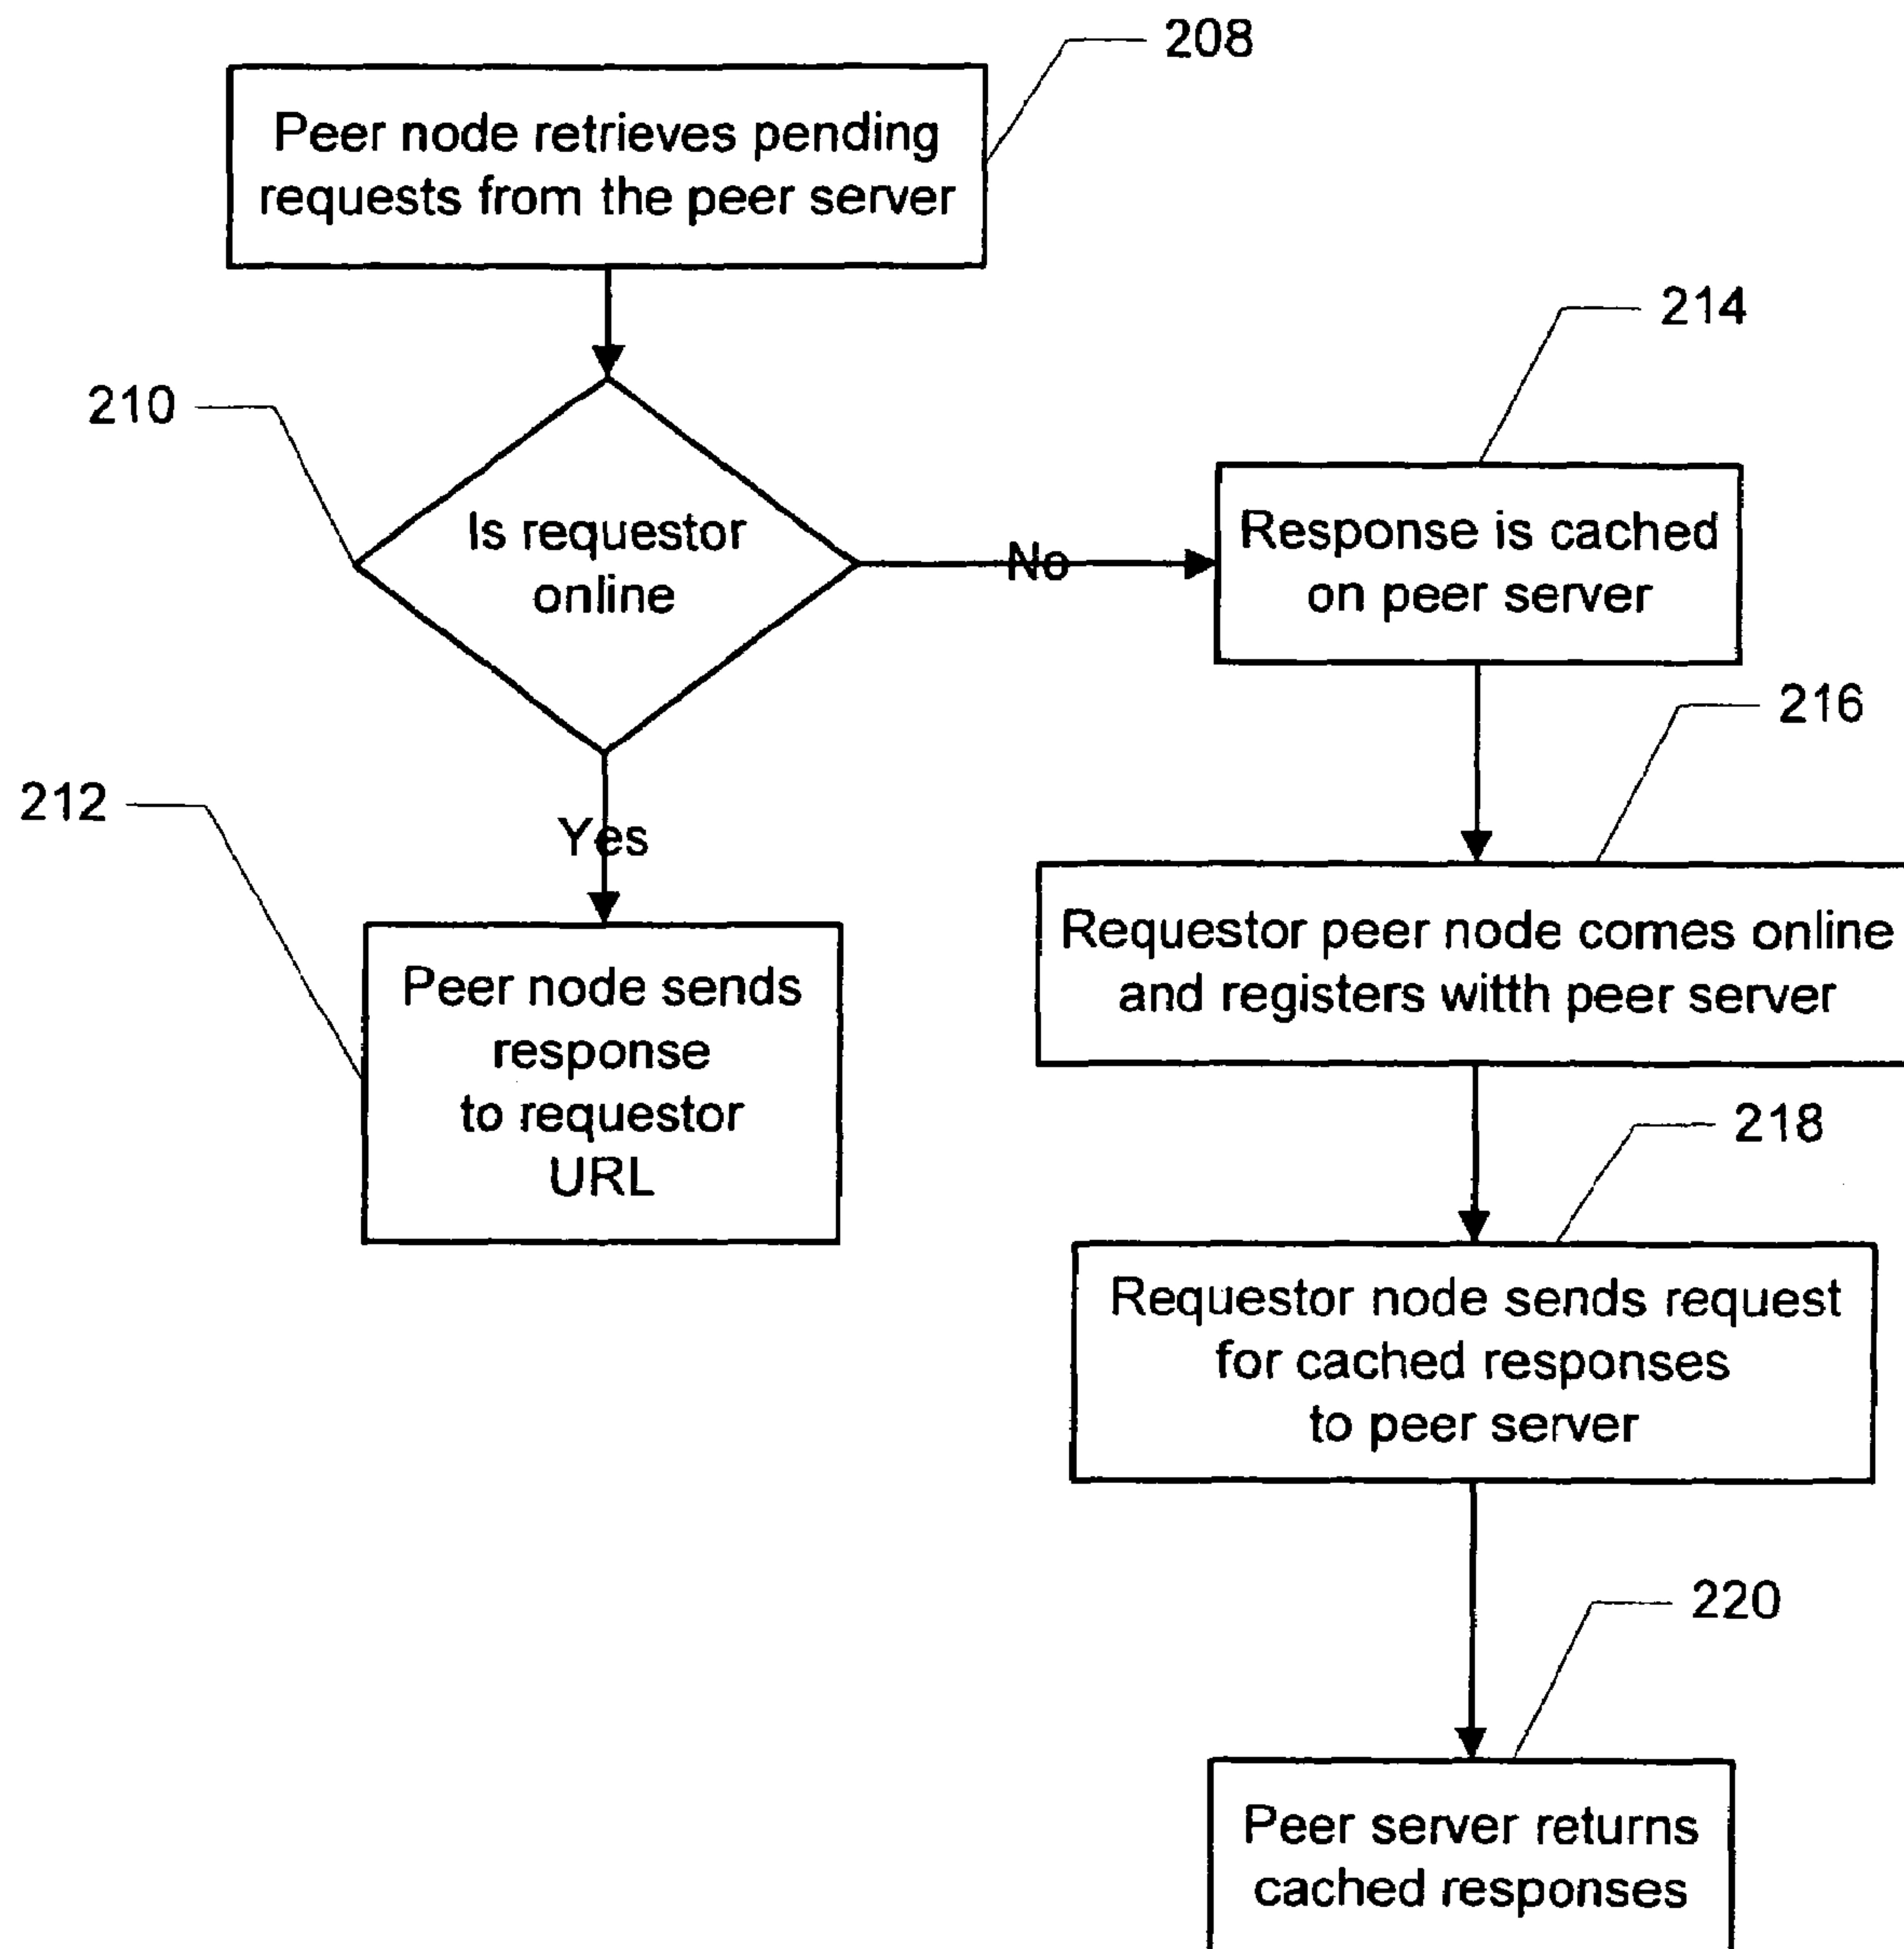 208
Peer node retrieves pending
requests from the peer server
214
210
Is requestor
online
No
Response is cached
on peer server
216
212
Yes
Requestor peer node comes online
and registers witth peer server
Peer node sends
response
to requestor
URL
218
Requestor node sends request
for cached responses
to peer server
220
Peer server returns
cached responses